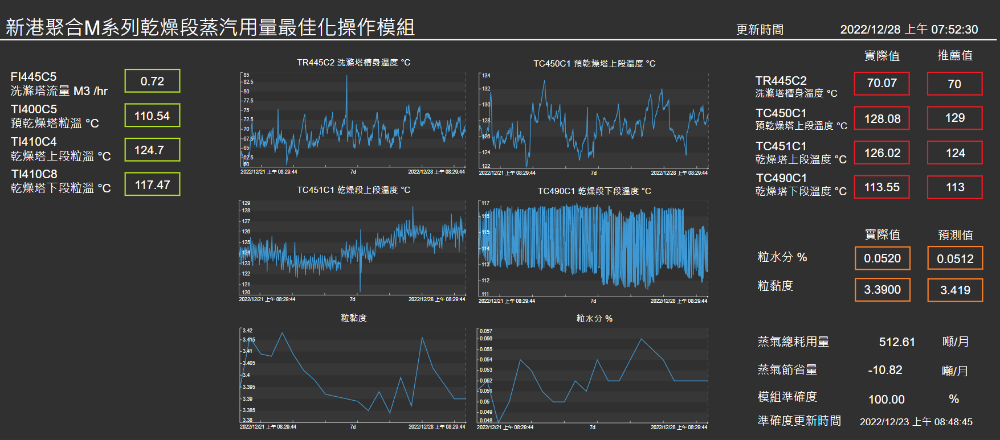 新港聚合M系列乾燥段蒸汽用量最佳化操作模組
更新時間 2022/12/28 上午 07:52:30
FI445C5
洗滌塔流量 M3 /hr
0.72
TI400C5
預乾燥塔粒溫 °C
110.54
TI410C4
乾燥塔上段粒溫 °C
124.7
TI410C8
乾燥塔下段粒溫 °C
117.47
TR445C2 洗滌塔槽身溫度 °C
85
82.5
80
77.5
75
72.5
70
67.5
65
62.5
60
2022/12/21 上午 08:29:44 7d 2022/12/28 上午 08:29:44
TC450C1 預乾燥塔上段溫度 °C
134
132
130
128
126
124
122
2022/12/21 上午 08:29:44 7d 2022/12/28 上午 08:29:44
TC451C1 乾燥段上段溫度 °C
129
128
127
126
125
124
123
122
121
120
2022/12/21 上午 08:29:44 7d 2022/12/28 上午 08:29:44
TC490C1 乾燥段下段溫度 °C
117
116
115
114
113
112
111
2022/12/21 上午 08:29:44 7d 2022/12/28 上午 08:29:44
粒黏度
3.42
3.415
3.41
3.405
3.4
3.395
3.39
3.385
3.38
2022/12/21 上午 08:29:44 7d 2022/12/28 上午 08:29:44
粒水分 %
0.057
0.056
0.055
0.054
0.053
0.052
0.051
0.05
0.049
0.048
2022/12/21 上午 08:29:44 7d 2022/12/28 上午 08:29:44
實際值 推薦值
TR445C2
洗滌塔槽身溫度 °C
70.07 70
TC450C1
預乾燥塔上段溫度 °C
128.08 129
TC451C1
乾燥塔上段溫度 °C
126.02 124
TC490C1
乾燥塔下段溫度 °C
113.55 113
實際值 預測值
粒水分 % 0.0520 0.0512
粒黏度 3.3900 3.419
蒸氣總耗用量 512.61 噸/月
蒸氣節省量 -10.82 噸/月
模組準確度 100.00 %
準確度更新時間 2022/12/23 上午 08:48:45